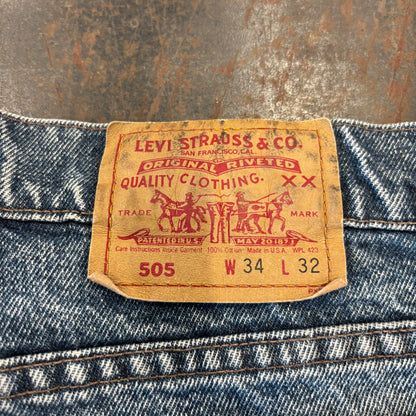 LEVI STRAUSS & CO.
SAN FRANCISCO, CAL.
ORIGINAL RIVETED
QUALITY CLOTHING. XX
TRADE MARK
PATENTED IN U.S. MAY 20 1873
Care Instructions Inside Garment 100% Cotton Made in U.S.A. WPL 423
505 W 34 L 32